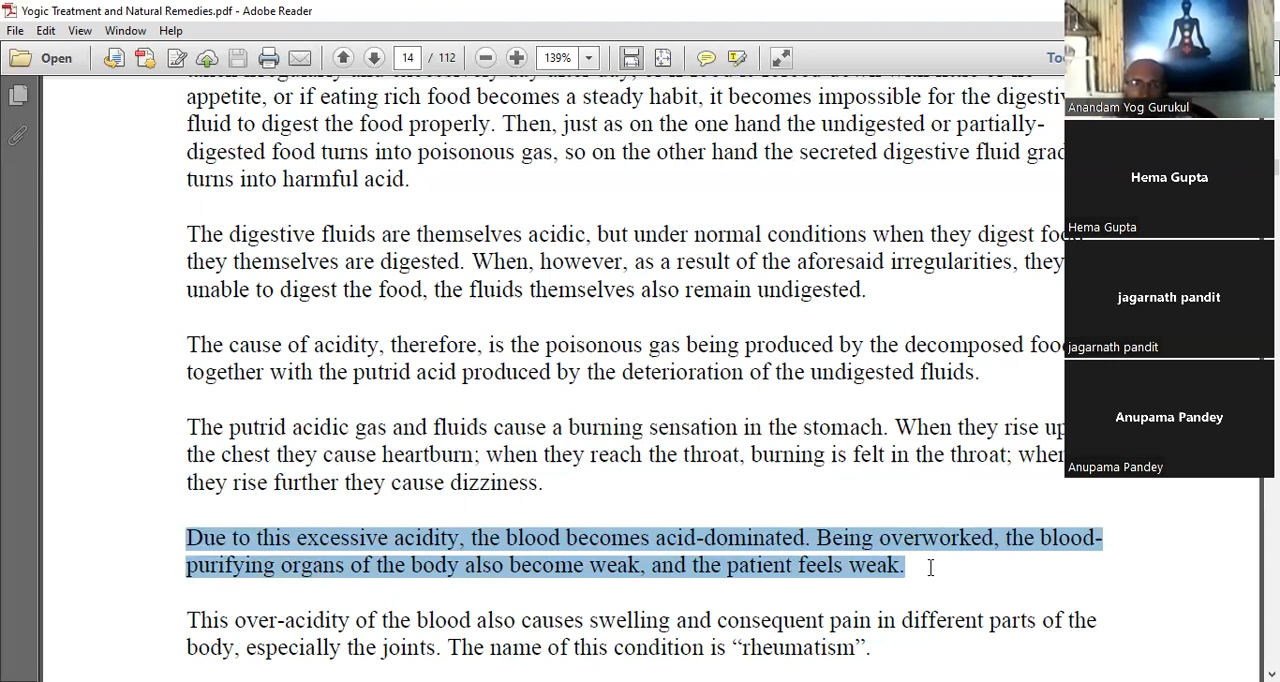 Yogic Treatment and Natural Remedies.pdf - Adobe Reader
File Edit View Window Help
Open 14 / 112 139%
appetite, or if eating rich food becomes a steady habit, it becomes impossible for the
fluid to digest the food properly. Then, just as on the one hand the undigested or partially-
digested food turns into poisonous gas, so on the other hand the secreted digestive fluid
turns into harmful acid.
The digestive fluids are themselves acidic, but under normal conditions when they digest
they themselves are digested. When, however, as a result of the aforesaid irregularities, they
unable to digest the food, the fluids themselves also remain undigested.
The cause of acidity, therefore, is the poisonous gas being produced by the decomposed
together with the putrid acid produced by the deterioration of the undigested fluids.
The putrid acidic gas and fluids cause a burning sensation in the stomach. When they rise up
the chest they cause heartburn; when they reach the throat, burning is felt in the throat;
they rise further they cause dizziness.
Due to this excessive acidity, the blood becomes acid-dominated. Being overworked, the blood-
purifying organs of the body also become weak, and the patient feels weak.
This over-acidity of the blood also causes swelling and consequent pain in different parts of the
body, especially the joints. The name of this condition is “rheumatism”.
Anandam Yog Gurukul
Hema Gupta
Hema Gupta
jagarnath pandit
jagarnath pandit
Anupama Pandey
Anupama Pandey